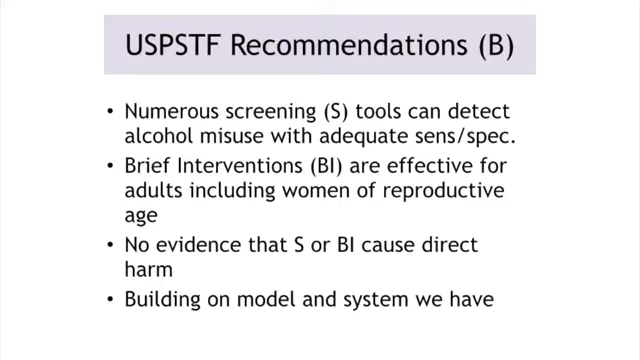 USPSTF Recommendations (B)
• Numerous screening (S) tools can detect
alcohol misuse with adequate sens/spec.
• Brief Interventions (BI) are effective for
adults including women of reproductive
age
• No evidence that S or BI cause direct
harm
• Building on model and system we have